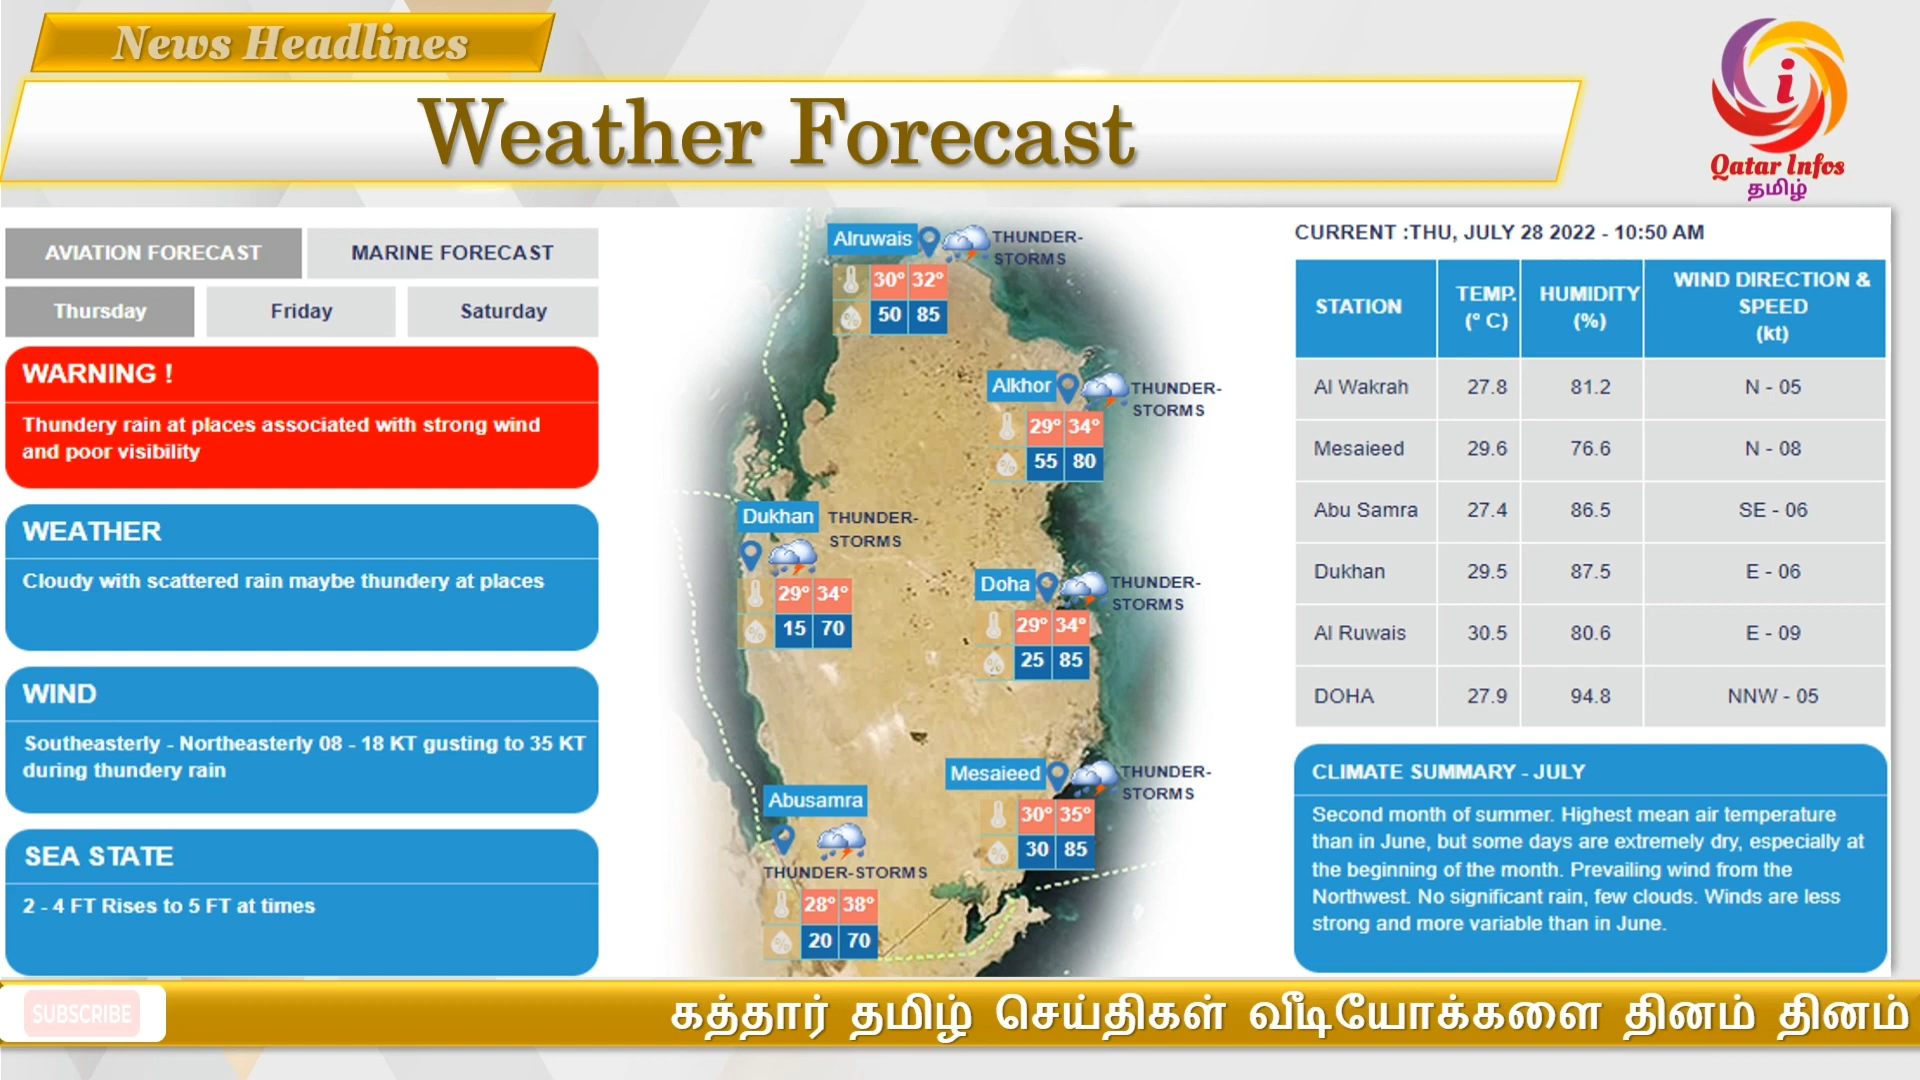 News Headlines
Weather Forecast
i
Qatar Infos
தமிழ்
AVIATION FORECAST
MARINE FORECAST
Thursday
Friday
Saturday
WARNING !
Thundery rain at places associated with strong wind
and poor visibility
WEATHER
Cloudy with scattered rain maybe thundery at places
WIND
Southeasterly - Northeasterly 08 - 18 KT gusting to 35 KT
during thundery rain
SEA STATE
2 - 4 FT Rises to 5 FT at times
Alruwais
THUNDER-
STORMS
30° 32°
50 85
Alkhor
THUNDER-
STORMS
29° 34°
55 80
Dukhan
THUNDER-
STORMS
29° 34°
15 70
Doha
THUNDER-
STORMS
29° 34°
25 85
Mesaieed
THUNDER-
STORMS
30° 35°
30 85
Abusamra
THUNDER-STORMS
28° 38°
20 70
CURRENT :THU, JULY 28 2022 - 10:50 AM
STATION
TEMP.
(° C)
HUMIDITY
(%)
WIND DIRECTION &
SPEED
(kt)
Al Wakrah 27.8 81.2 N - 05
Mesaieed 29.6 76.6 N - 08
Abu Samra 27.4 86.5 SE - 06
Dukhan 29.5 87.5 E - 06
Al Ruwais 30.5 80.6 E - 09
DOHA 27.9 94.8 NNW - 05
CLIMATE SUMMARY - JULY
Second month of summer. Highest mean air temperature
than in June, but some days are extremely dry, especially at
the beginning of the month. Prevailing wind from the
Northwest. No significant rain, few clouds. Winds are less
strong and more variable than in June.
SUBSCRIBE
கத்தார் தமிழ் செய்திகள் வீடியோக்களை தினம் தினம்